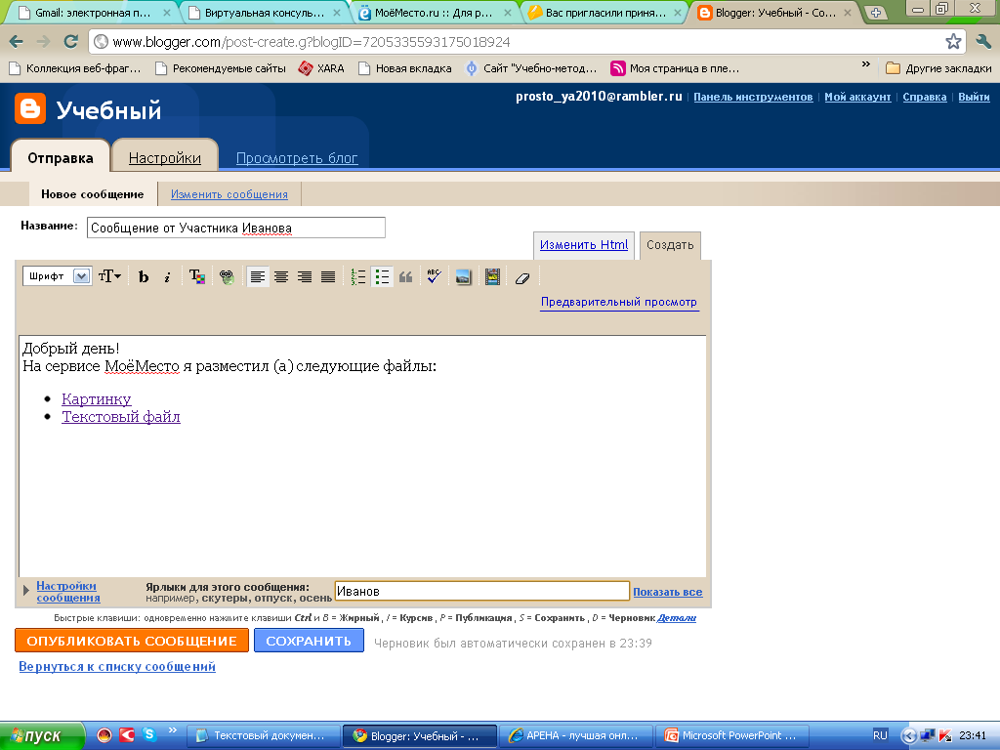 Gmail: электронная п...
Виртуальная консуль...
МоёМесто.ru :: Для р...
Вас пригласили приня...
Blogger: Учебный - Со...
www.blogger.com/post-create.g?blogID=7205335593175018924
Коллекция веб-фраг...
Рекомендуемые сайты
XARA
Новая вкладка
Сайт "Учебно-метод...
Моя страница в пле...
»
Другие закладки
Учебный
prosto_ya2010@rambler.ru | Панель инструментов | Мой аккаунт | Справка | Выйти
Отправка
Настройки
Просмотреть блог
Новое сообщение
Изменить сообщения
Название:
Сообщение от Участника Иванова
Изменить Html
Создать
Шрифт
b i
ABC
Предварительный просмотр
Добрый день!
На сервисе МоёМесто я разместил (а)следующие файлы:
Картинку
Текстовый файл
Настройки
сообщения
Ярлыки для этого сообщения:
например, скутеры, отпуск, осень
Иванов
Показать все
Быстрые клавиши: одновременно нажмите клавиши Ctrl и B = Жирный , I = Курсив , P = Публикация , S = Сохранить , D = Черновик Детали
ОПУБЛИКОВАТЬ СООБЩЕНИЕ
СОХРАНИТЬ
Черновик был автоматически сохранен в 23:39
Вернуться к списку сообщений
пуск
»
Текстовый докумен...
Blogger: Учебный - ...
АРЕНА - лучшая онл...
Microsoft PowerPoint ...
RU
23:41